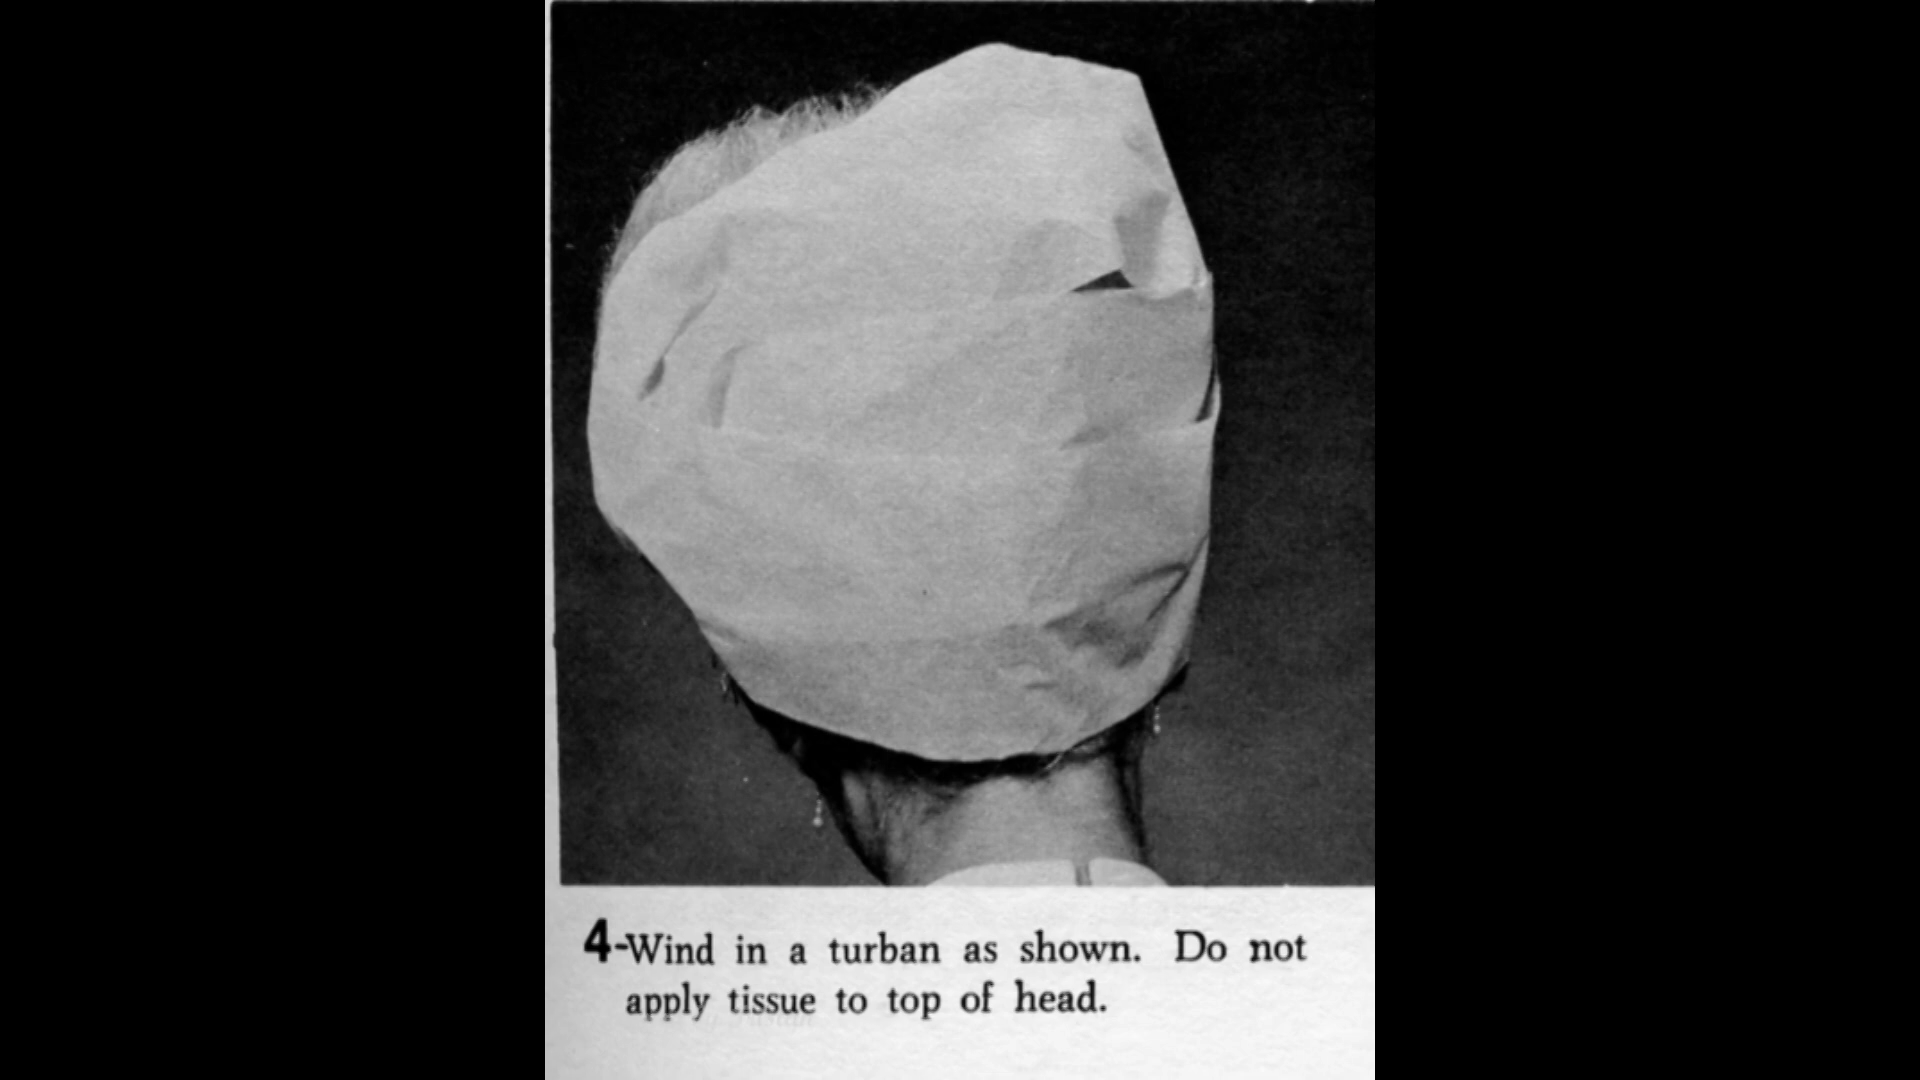 4-Wind in a turban as shown. Do not
apply tissue to top of head.